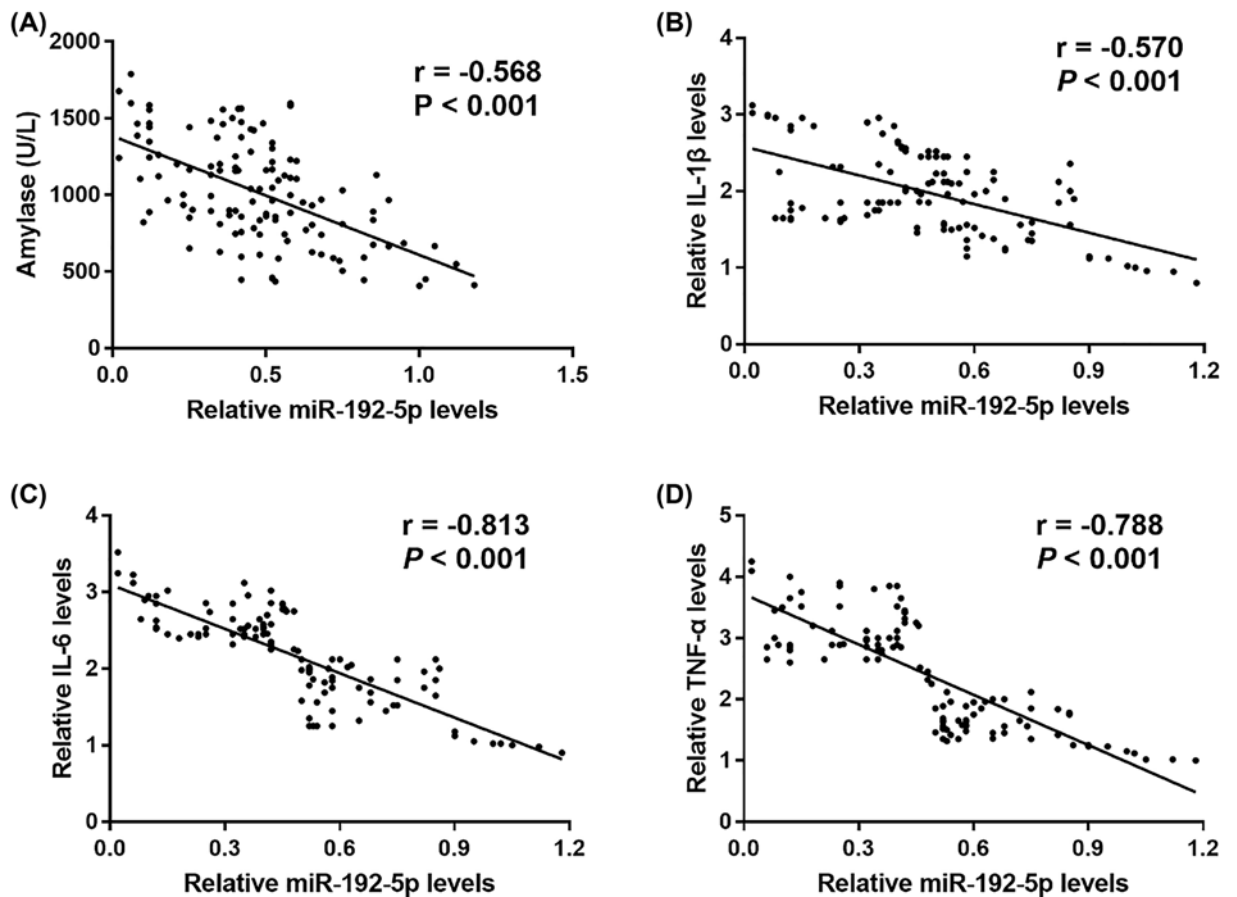 (A)
r = -0.568
P < 0.001
Amylase (U/L)
2000
1500
1000
500
0
0.0 0.5 1.0 1.5
Relative miR-192-5p levels
(B)
r = -0.570
P < 0.001
Relative IL-1β levels
4
3
2
1
0
0.0 0.3 0.6 0.9 1.2
Relative miR-192-5p levels
(C)
r = -0.813
P < 0.001
Relative IL-6 levels
4
3
2
1
0
0.0 0.3 0.6 0.9 1.2
Relative miR-192-5p levels
(D)
r = -0.788
P < 0.001
Relative TNF-α levels
5
4
3
2
1
0
0.0 0.3 0.6 0.9 1.2
Relative miR-192-5p levels